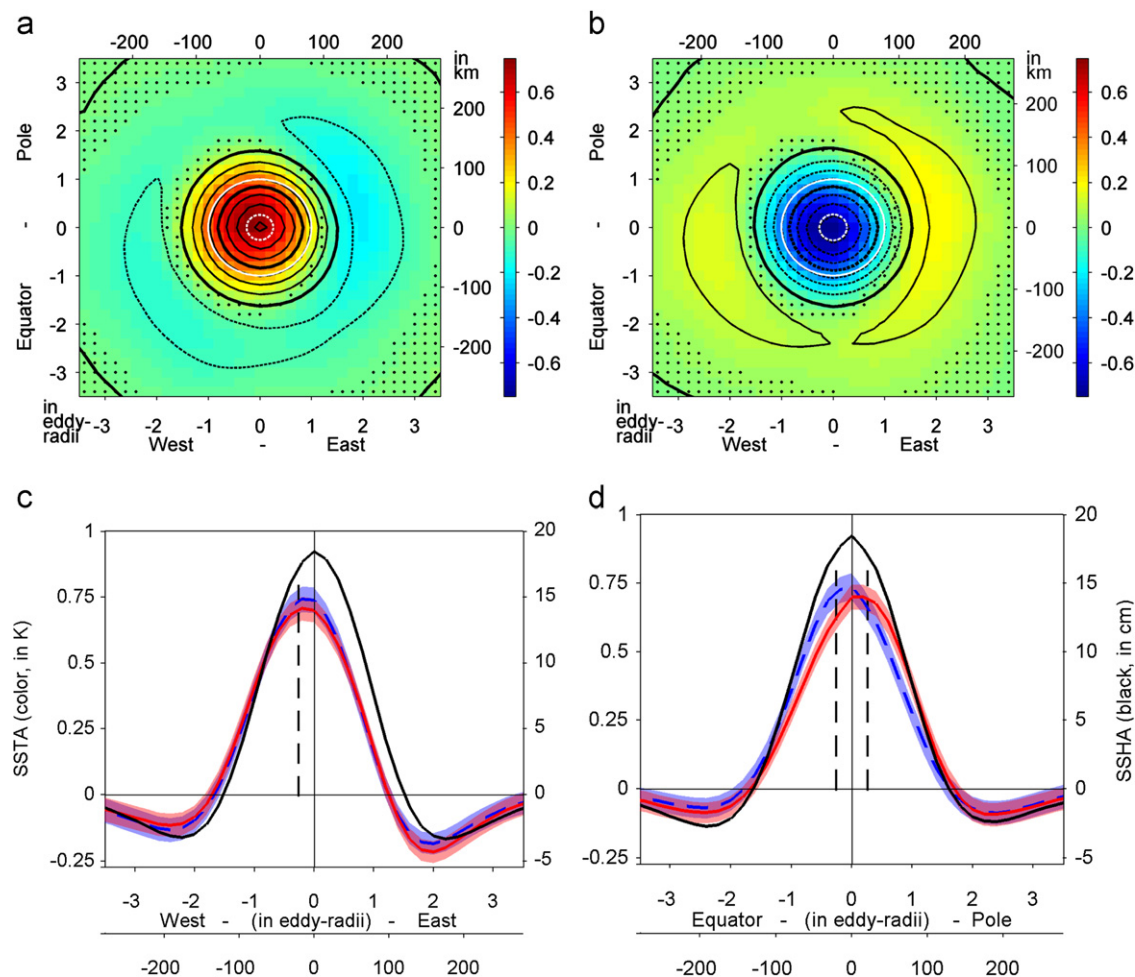 a
-200 -100 0 100 200
in
km
3
2
1
0
-1
-2
-3
Pole
-
Equator
200
100
0
-100
-200
0.6
0.4
0.2
0
-0.2
-0.4
-0.6
in
eddy-
radii
-3 -2 -1 0 1 2 3
West - East
b
-200 -100 0 100 200
in
km
3
2
1
0
-1
-2
-3
Pole
-
Equator
200
100
0
-100
-200
0.6
0.4
0.2
0
-0.2
-0.4
-0.6
in
eddy-
radii
-3 -2 -1 0 1 2 3
West - East
c
SSTA (color, in K)
1
0.75
0.5
0.25
0
-0.25
20
15
10
5
0
-5
-3 -2 -1 0 1 2 3
West - (in eddy-radii) - East
-200 -100 0 100 200
d
1
0.75
0.5
0.25
0
-0.25
20
15
10
5
0
-5
SSHA (black, in cm)
-3 -2 -1 0 1 2 3
Equator - (in eddy-radii) - Pole
-200 -100 0 100 200